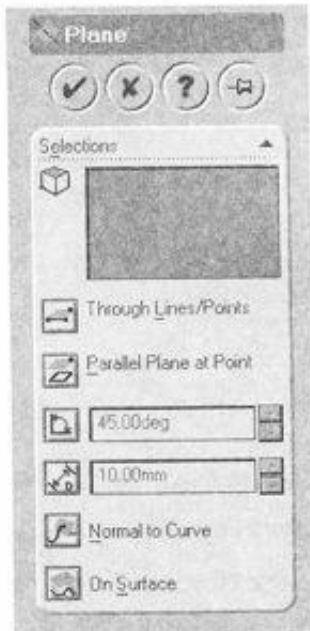 Plane
?
Selections
Through Lines/Points
Parallel Plane at Point
45.00deg
10.00mm
Normal to Curve
On Surface